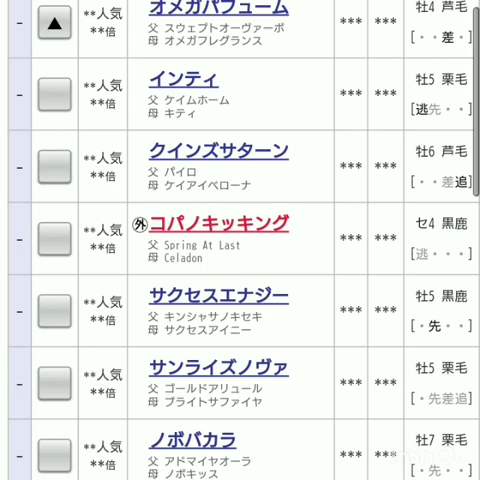 オメガパフューム 牡4 芦毛
- ▲ **人気 父 スウェプトオーヴァーボ *** ***
**倍 母 オメガフレグランス [・・差・]
インティ 牡5 栗毛
- **人気 父 ケイムホーム *** ***
**倍 母 キティ [逃先・・]
クインズサターン 牡6 芦毛
- **人気 父 パイロ *** ***
**倍 母 ケイアイベローナ [・・差追]
外 コパノキッキング セ4 黒鹿
- **人気 父 Spring At Last *** ***
**倍 母 Celadon [逃・・・]
サクセスエナジー 牡5 黒鹿
- **人気 父 キンシャサノキセキ *** ***
**倍 母 サクセスアイニー [・先・・]
サンライズノヴァ 牡5 栗毛
- **人気 父 ゴールドアリュール *** ***
**倍 母 ブライトサファイヤ [・先差追]
ノボバカラ 牡7 栗毛
- **人気 父 アドマイヤオーラ *** ***
**倍 母 ノボキッス [・先・・]